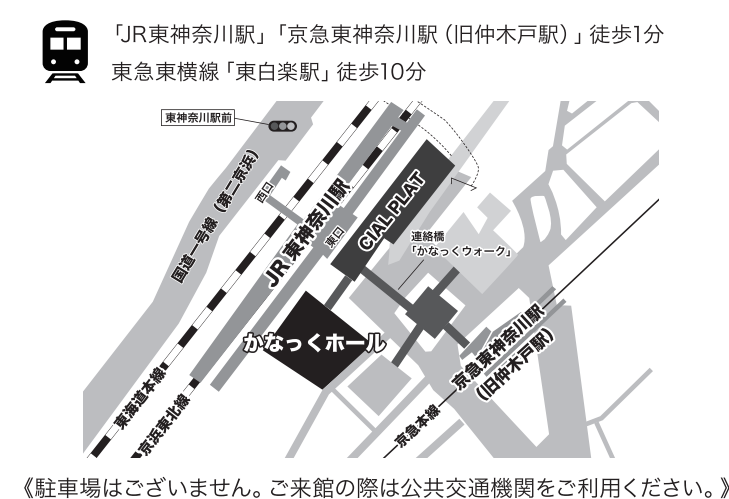 「JR東神奈川駅」「京急東神奈川駅（旧仲木戸駅）」徒歩1分
東急東横線「東白楽駅」徒歩10分
東神奈川駅前
国道一号線（第二京浜）
西口
JR 東神奈川駅
東口
CIAL PLAT
連絡橋
「かなっくウォーク」
かなっくホール
京急東神奈川駅
（旧仲木戸駅）
東海道本線
京浜東北線
京急本線
《駐車場はございません。ご来館の際は公共交通機関をご利用ください。》